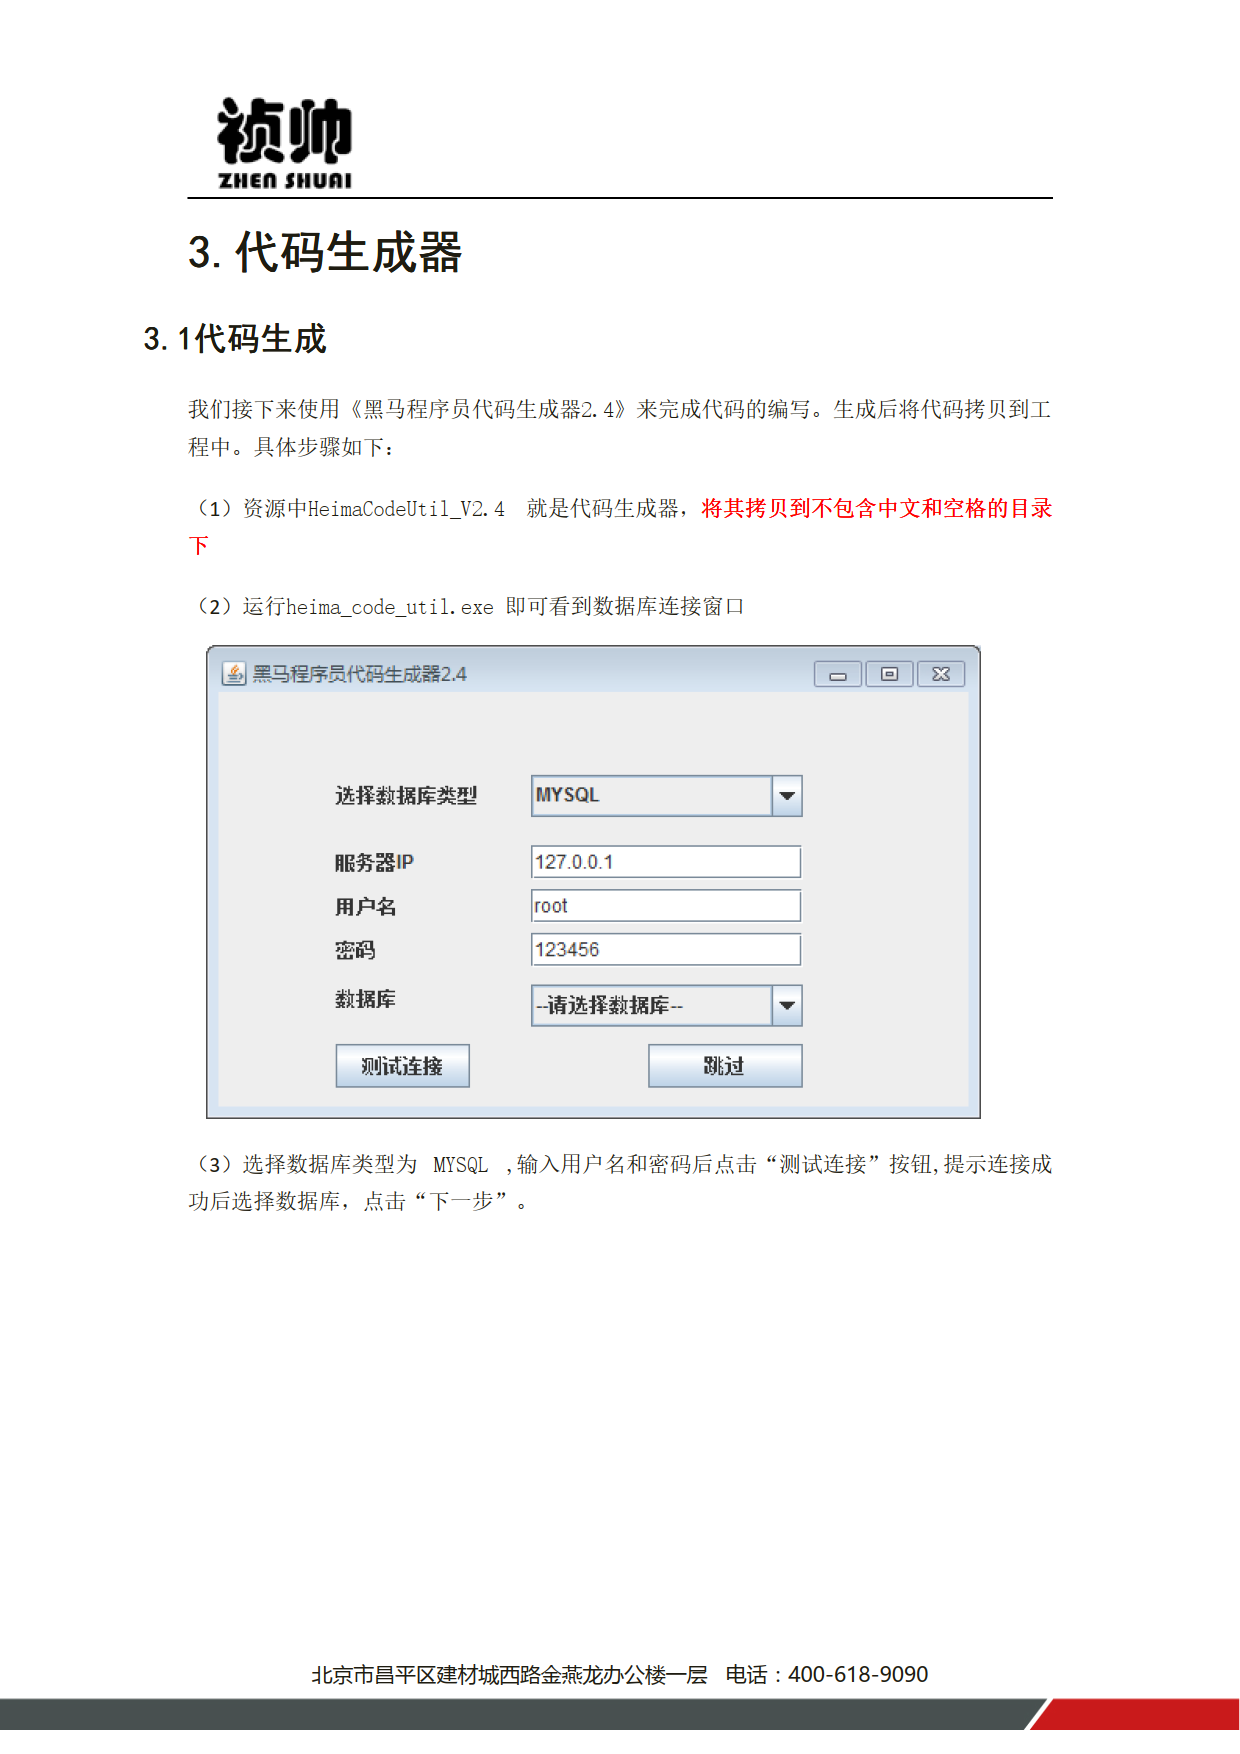 祯帅
ZHEN SHUAI
3.代码生成器
3.1代码生成
我们接下来使用《黑马程序员代码生成器2.4》来完成代码的编写。生成后将代码拷贝到工
程中。具体步骤如下：
（1）资源中HeimaCodeUtil_V2.4 就是代码生成器，将其拷贝到不包含中文和空格的目录
下
（2）运行heima_code_util.exe 即可看到数据库连接窗口
黑马程序员代码生成器2.4
选择数据库类型 MYSQL
服务器IP 127.0.0.1
用户名 root
密码 123456
数据库 --请选择数据库--
测试连接 跳过
（3）选择数据库类型为 MYSQL ,输入用户名和密码后点击“测试连接”按钮,提示连接成
功后选择数据库，点击“下一步”。
北京市昌平区建材城西路金燕龙办公楼一层 电话：400-618-9090